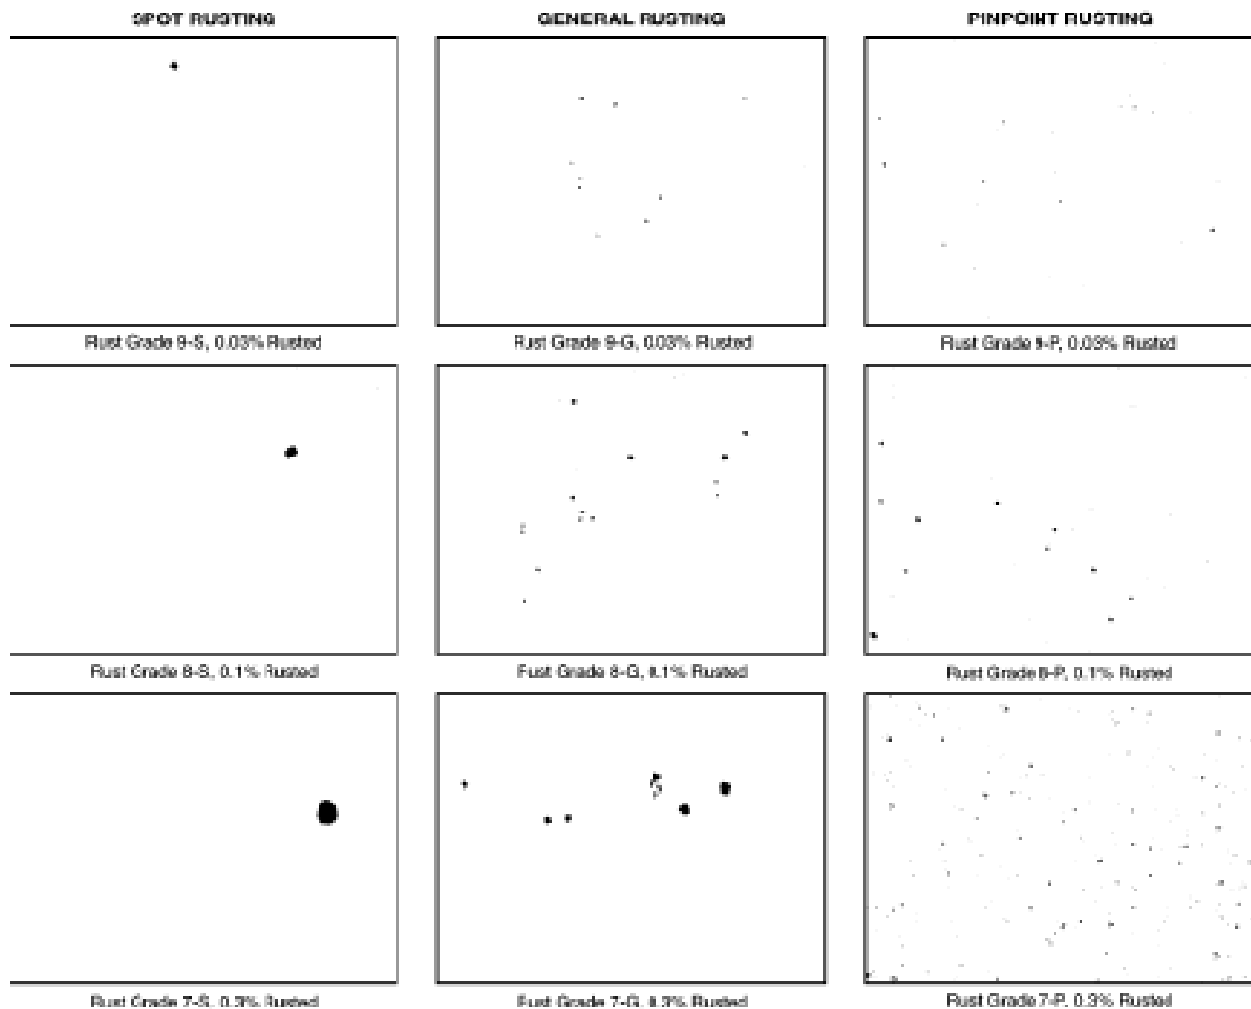 SPOT RUSTING GENERAL RUSTING PINPOINT RUSTING
Rust Grade 9-S, 0.03% Rusted Rust Grade 9-G, 0.03% Rusted Rust Grade 9-P, 0.03% Rusted
Rust Grade 8-S, 0.1% Rusted Rust Grade 8-G, 0.1% Rusted Rust Grade 8-P, 0.1% Rusted
Rust Grade 7-S, 0.3% Rusted Rust Grade 7-G, 0.3% Rusted Rust Grade 7-P, 0.3% Rusted